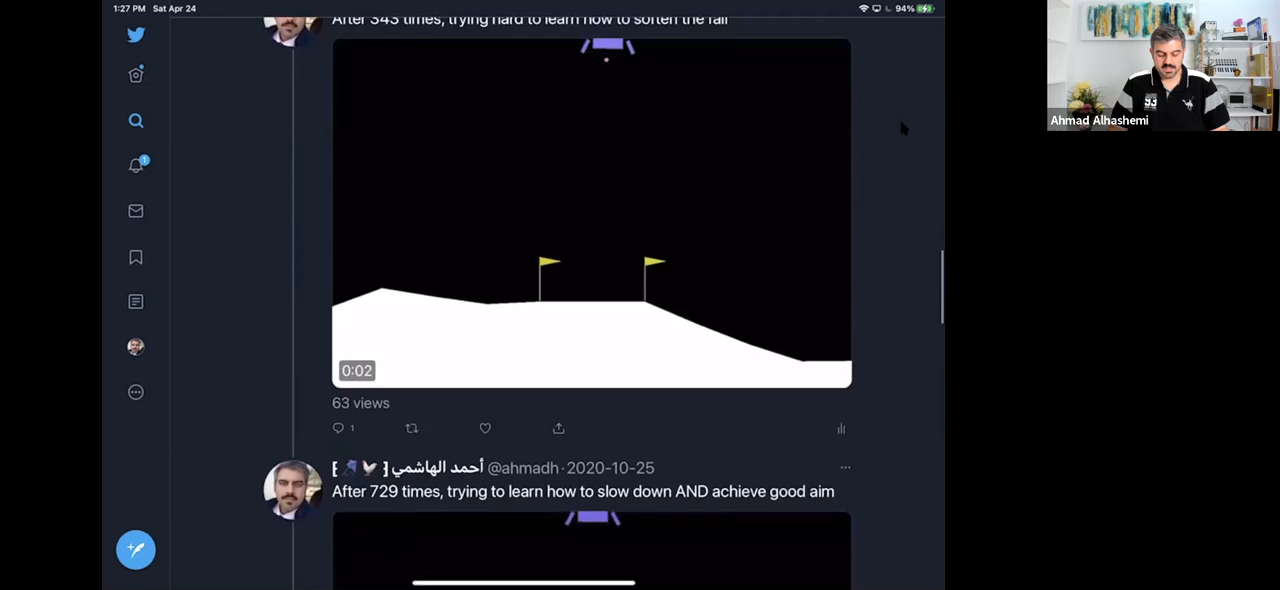 1:27 PM Sat Apr 24
94%
After 343 times, trying hard to learn how to soften the fall
Ahmad Alhashemi
1
0:02
63 views
1
أحمد الهاشمي @ahmadh · 2020-10-25
After 729 times, trying to learn how to slow down AND achieve good aim